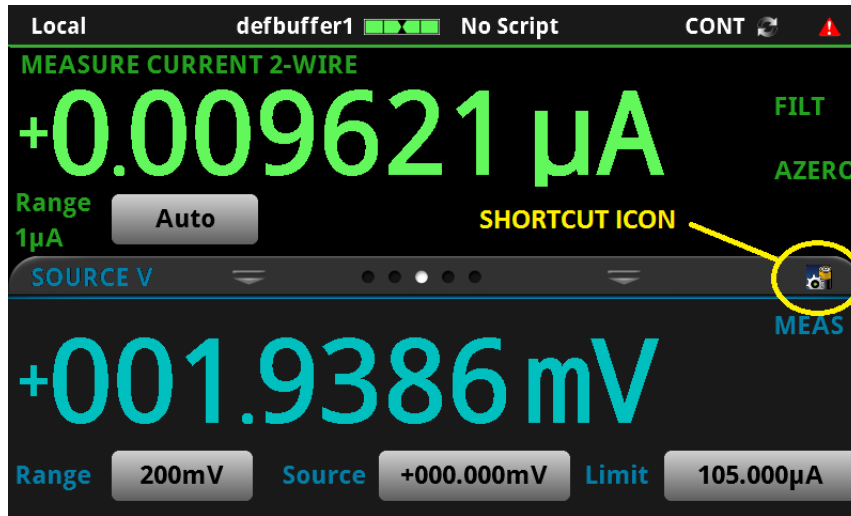 Local defbuffer1 No Script CONT
MEASURE CURRENT 2-WIRE
+0.009621 µA
FILT
AZERO
Range
1µA
Auto
SHORTCUT ICON
SOURCE V
MEAS
+001.9386 mV
Range 200mV Source +000.000mV Limit 105.000µA